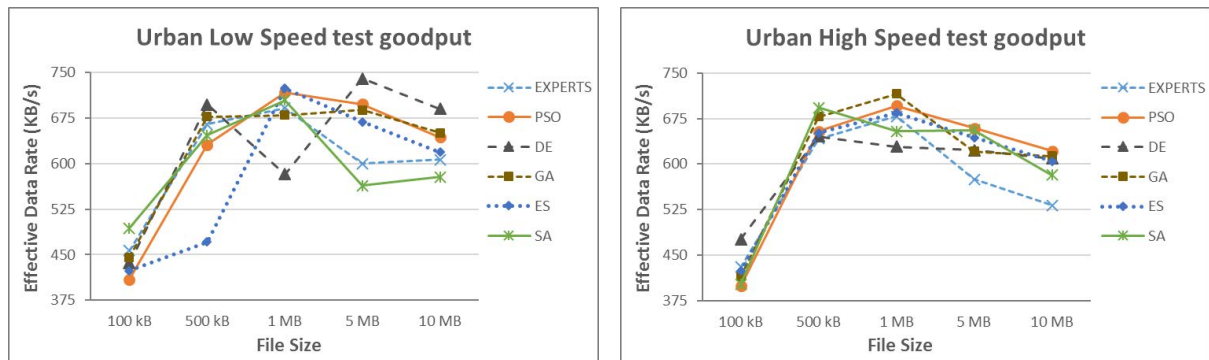 Urban Low Speed test goodput
Effective Data Rate (KB/s)
750
675
600
525
450
375
100 kB 500 kB 1 MB 5 MB 10 MB
File Size
EXPERTS
PSO
DE
GA
ES
SA
Urban High Speed test goodput
Effective Data Rate (KB/s)
750
675
600
525
450
375
100 kB 500 kB 1 MB 5 MB 10 MB
File Size
EXPERTS
PSO
DE
GA
ES
SA